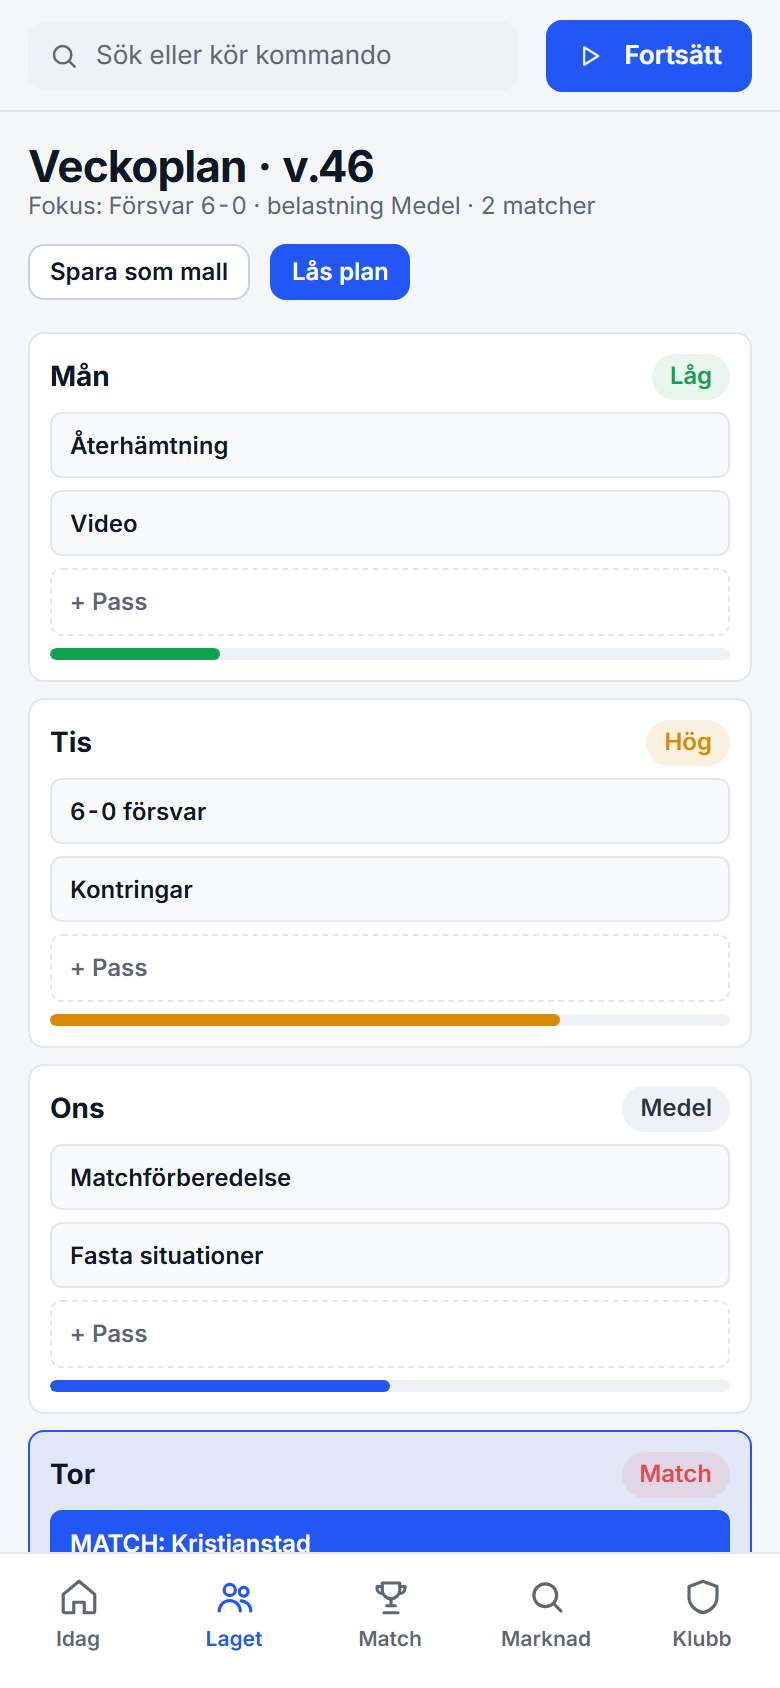 Sök eller kör kommando
Fortsätt
Veckoplan · v.46
Fokus: Försvar 6-0 · belastning Medel · 2 matcher
Spara som mall
Lås plan
Mån
Låg
Återhämtning
Video
+ Pass
Tis
Hög
6-0 försvar
Kontringar
+ Pass
Ons
Medel
Matchförberedelse
Fasta situationer
+ Pass
Tor
Match
MATCH: Kristianstad
Idag
Laget
Match
Marknad
Klubb